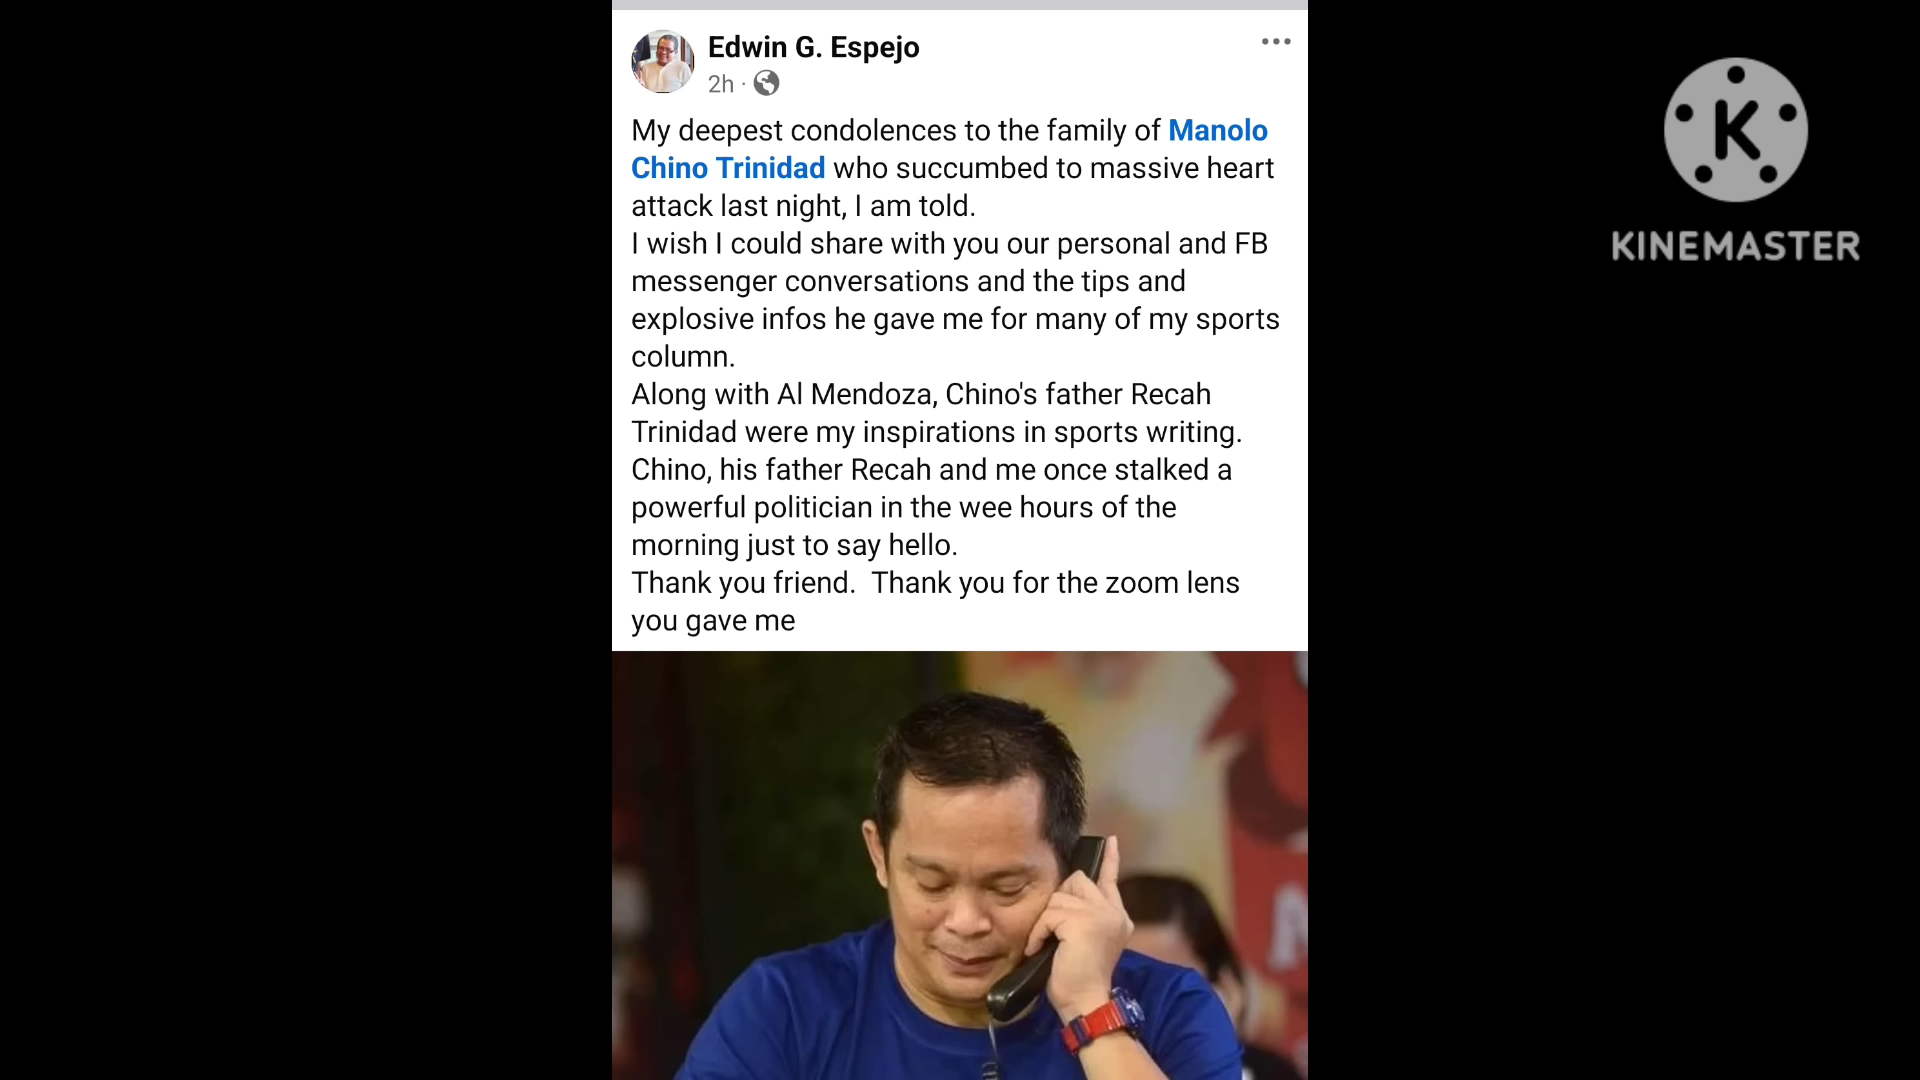 Edwin G. Espejo
2h ·
My deepest condolences to the family of Manolo
Chino Trinidad who succumbed to massive heart
attack last night, I am told.
I wish I could share with you our personal and FB
messenger conversations and the tips and
explosive infos he gave me for many of my sports
column.
Along with Al Mendoza, Chino's father Recah
Trinidad were my inspirations in sports writing.
Chino, his father Recah and me once stalked a
powerful politician in the wee hours of the
morning just to say hello.
Thank you friend.  Thank you for the zoom lens
you gave me
K
KINEMASTER